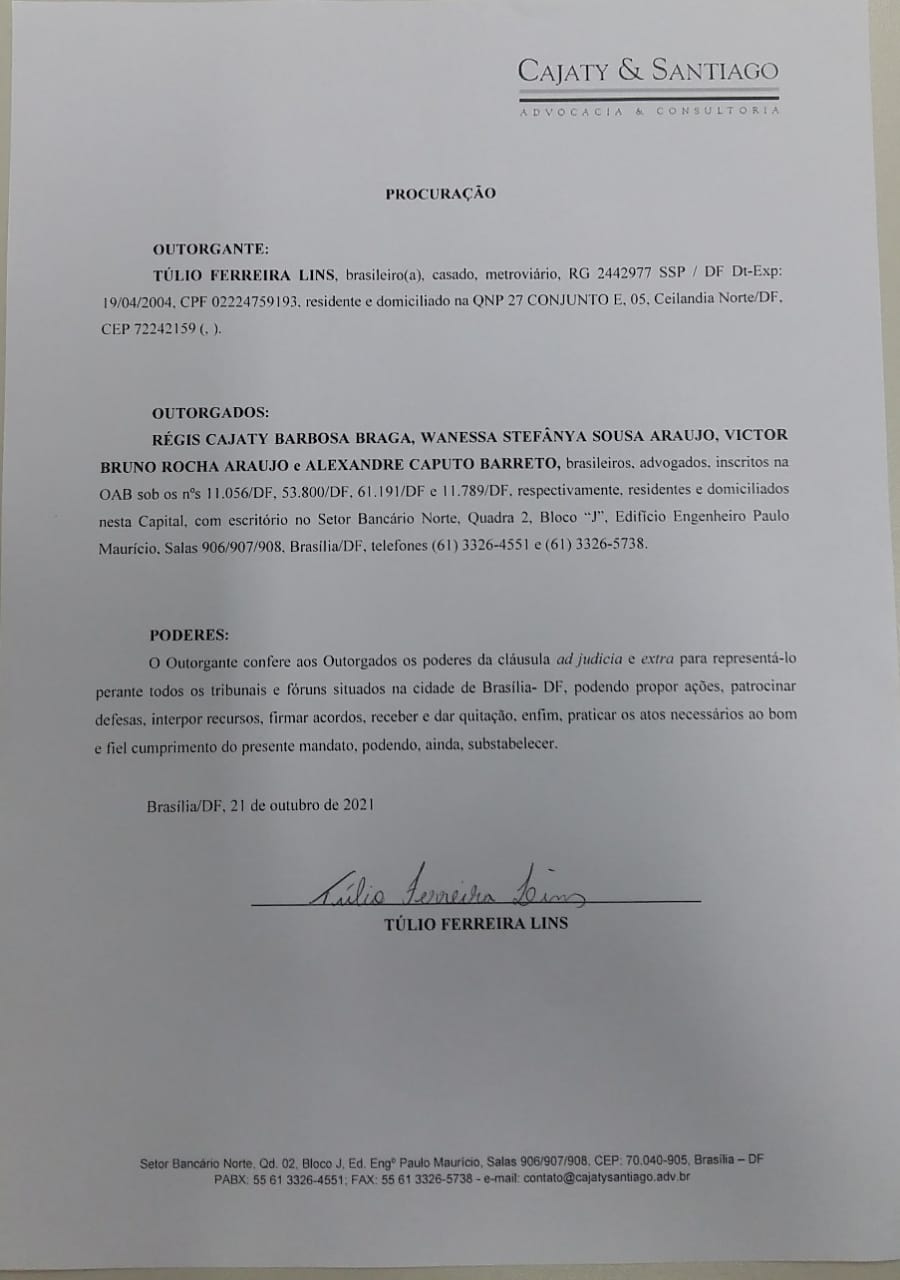 CAJATY & SANTIAGO
ADVOCACIA & CONSULTORIA
PROCURAÇÃO
OUTORGANTE:
TÚLIO FERREIRA LINS, brasileiro(a), casado, metroviário, RG 2442977 SSP / DF Dt-Exp:
19/04/2004, CPF 02224759193, residente e domiciliado na QNP 27 CONJUNTO E, 05, Ceilandia Norte/DF,
CEP 72242159 (, ).
OUTORGADOS:
RÉGIS CAJATY BARBOSA BRAGA, WANESSA STEFÂNYA SOUSA ARAUJO, VICTOR
BRUNO ROCHA ARAUJO e ALEXANDRE CAPUTO BARRETO, brasileiros, advogados, inscritos na
OAB sob os nºs 11.056/DF, 53.800/DF, 61.191/DF e 11.789/DF, respectivamente, residentes e domiciliados
nesta Capital, com escritório no Setor Bancário Norte, Quadra 2, Bloco “J”, Edifício Engenheiro Paulo
Maurício, Salas 906/907/908, Brasília/DF, telefones (61) 3326-4551 e (61) 3326-5738.
PODERES:
O Outorgante confere aos Outorgados os poderes da cláusula ad judicia e extra para representá-lo
perante todos os tribunais e fóruns situados na cidade de Brasília- DF, podendo propor ações, patrocinar
defesas, interpor recursos, firmar acordos, receber e dar quitação, enfim, praticar os atos necessários ao bom
e fiel cumprimento do presente mandato, podendo, ainda, substabelecer.
Brasília/DF, 21 de outubro de 2021
Túlio Ferreira Lins
TÚLIO FERREIRA LINS
Setor Bancário Norte, Qd. 02, Bloco J, Ed. Engº Paulo Maurício, Salas 906/907/908, CEP: 70.040-905, Brasília – DF
PABX: 55 61 3326-4551; FAX: 55 61 3326-5738 - e-mail: contato@cajatysantiago.adv.br